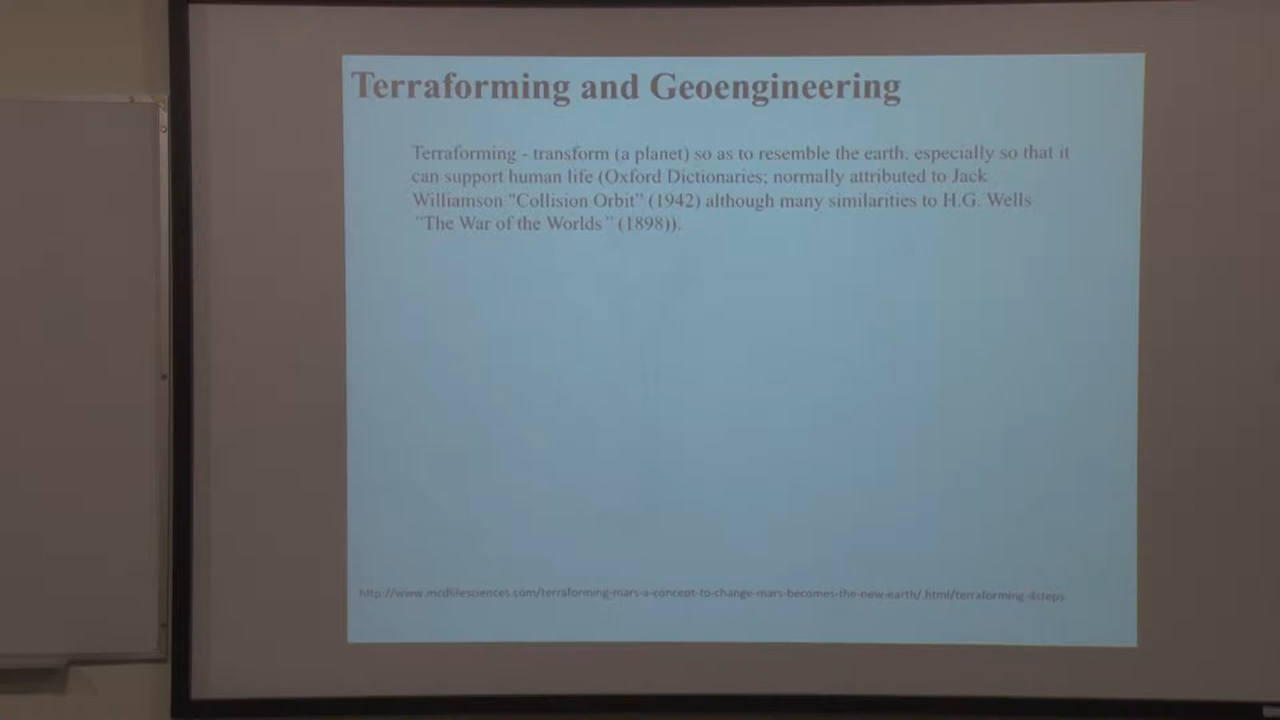 Terraforming and Geoengineering
Terraforming - transform (a planet) so as to resemble the earth, especially so that it
can support human life (Oxford Dictionaries; normally attributed to Jack
Williamson "Collision Orbit" (1942) although many similarities to H.G. Wells
"The War of the Worlds" (1898)).
http://www.mcdlifesciences.com/terraforming-mars-a-concept-to-change-mars-becomes-the-new-earth/.html/terraforming-4steps